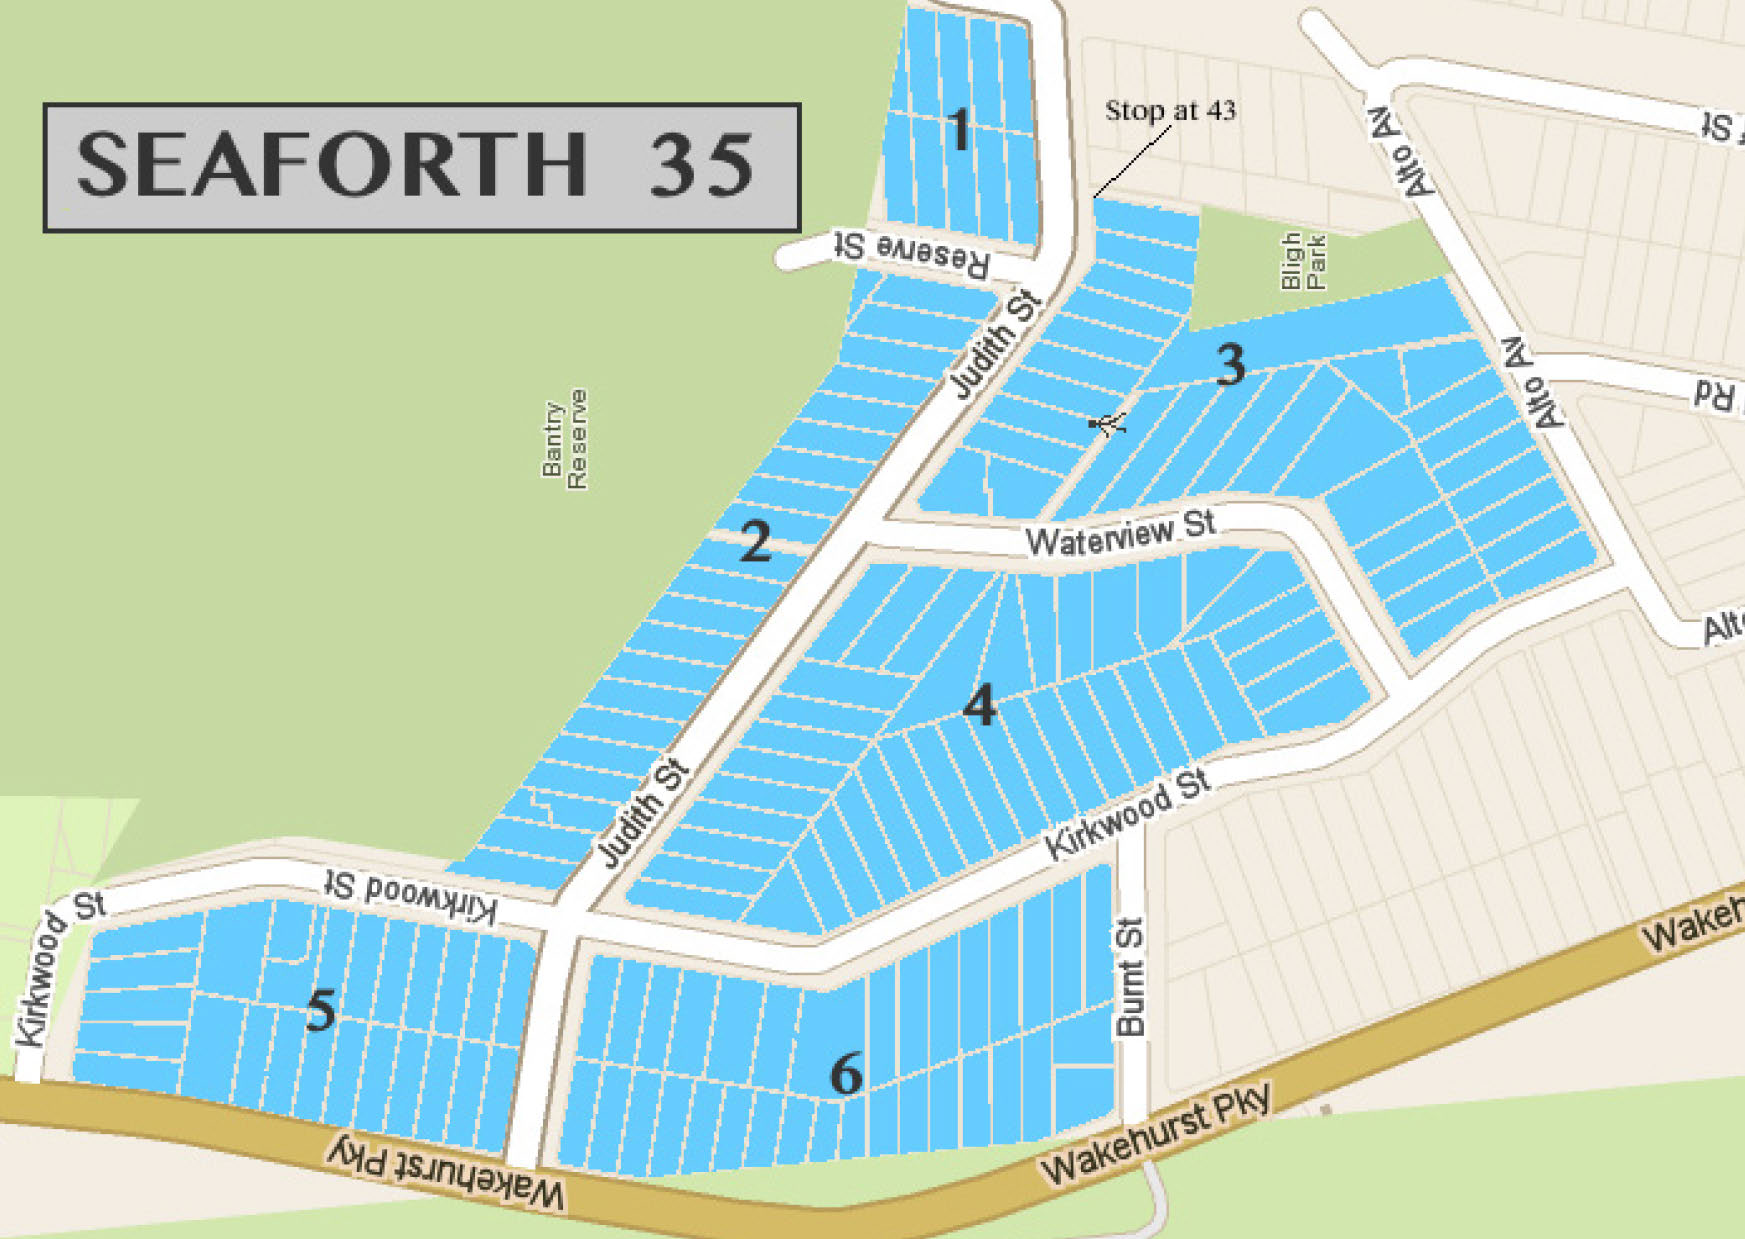 1
Stop at 43
SEAFORTH 35
Alto Av
St
Reserve St
Bligh
Park
Judith St
3
Alto Av
Rd
Bantry
Reserve
2
Waterview St
Alto
4
Judith St
Kirkwood St
Kirkwood St
Kirkwood St
Burnt St
5
6
Wakeh
Wakehurst Pky
Wakehurst Pky